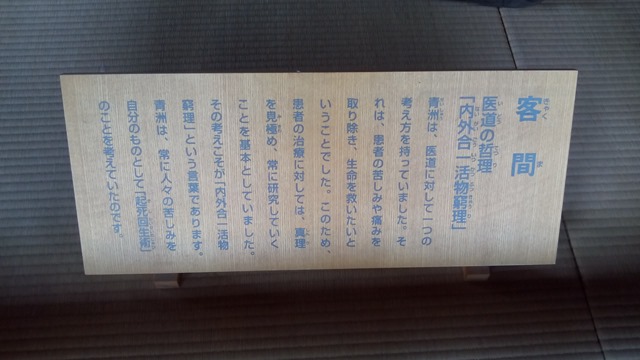 客間
医道の哲理
「内外合一活物窮理」
青洲は、医道に対して一つの
考え方を持っていました。そ
れは、患者の苦しみや痛みを
取り除き、生命を救いたいと
いうことでした。このため、
患者の治療に対しては、真理
を見極め、常に研究していく
ことを基本としていました。
その考えこそが「内外合一活物
窮理」という言葉であります。
青洲は、常に人々の苦しみを
自分のものとして「起死回生術」
のことを考えていたのです。